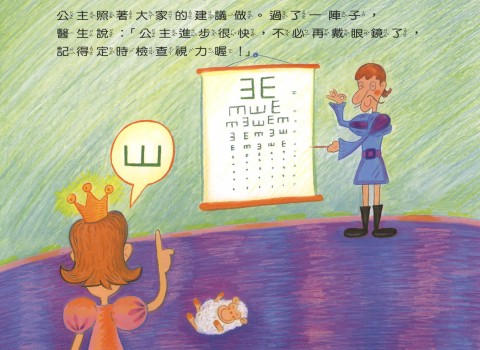 公主照著大家的建議做。過了一陣子，
醫生說：「公主進步很快，不必再戴眼鏡了，
記得定時檢查視力喔！」。
ƎE